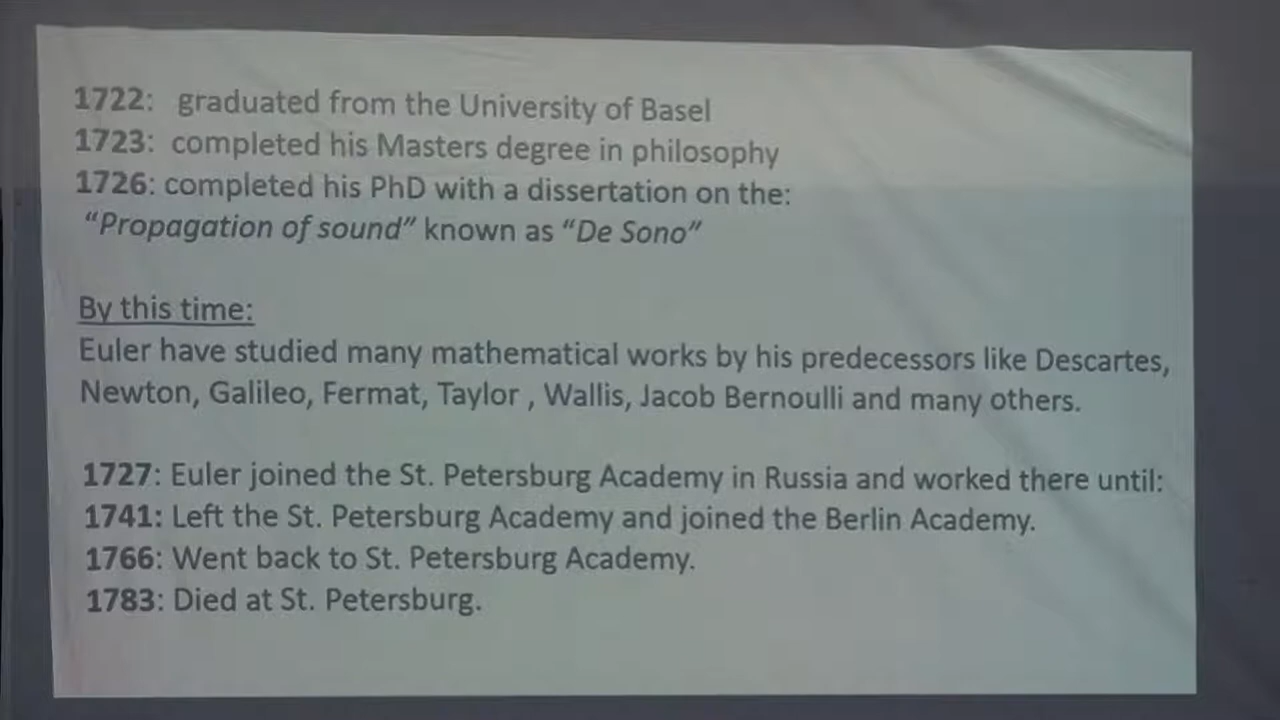 1722: graduated from the University of Basel
1723: completed his Masters degree in philosophy
1726: completed his PhD with a dissertation on the:
“Propagation of sound” known as “De Sono”
By this time:
Euler have studied many mathematical works by his predecessors like Descartes,
Newton, Galileo, Fermat, Taylor , Wallis, Jacob Bernoulli and many others.
1727: Euler joined the St. Petersburg Academy in Russia and worked there until:
1741: Left the St. Petersburg Academy and joined the Berlin Academy.
1766: Went back to St. Petersburg Academy.
1783: Died at St. Petersburg.